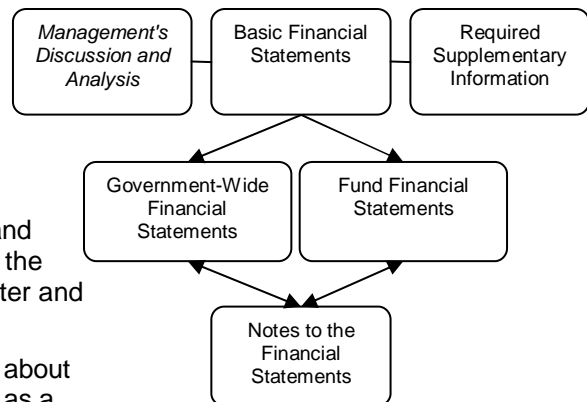 Management's
Discussion and
Analysis
Basic Financial
Statements
Required
Supplementary
Information
Government-Wide
Financial
Statements
Fund Financial
Statements
and
the
ter and
Notes to the
Financial
Statements
about
as a